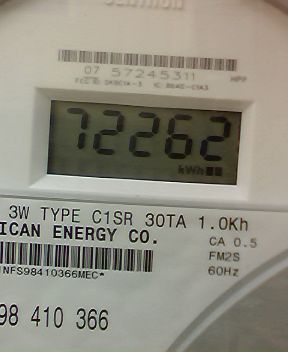 07 57245311 HPP
72262
kWh
3W TYPE C1SR 30TA 1.0Kh
ICAN ENERGY CO.
CA 0.5
FM2S
NFS98410366MEC*
60Hz
98 410 366